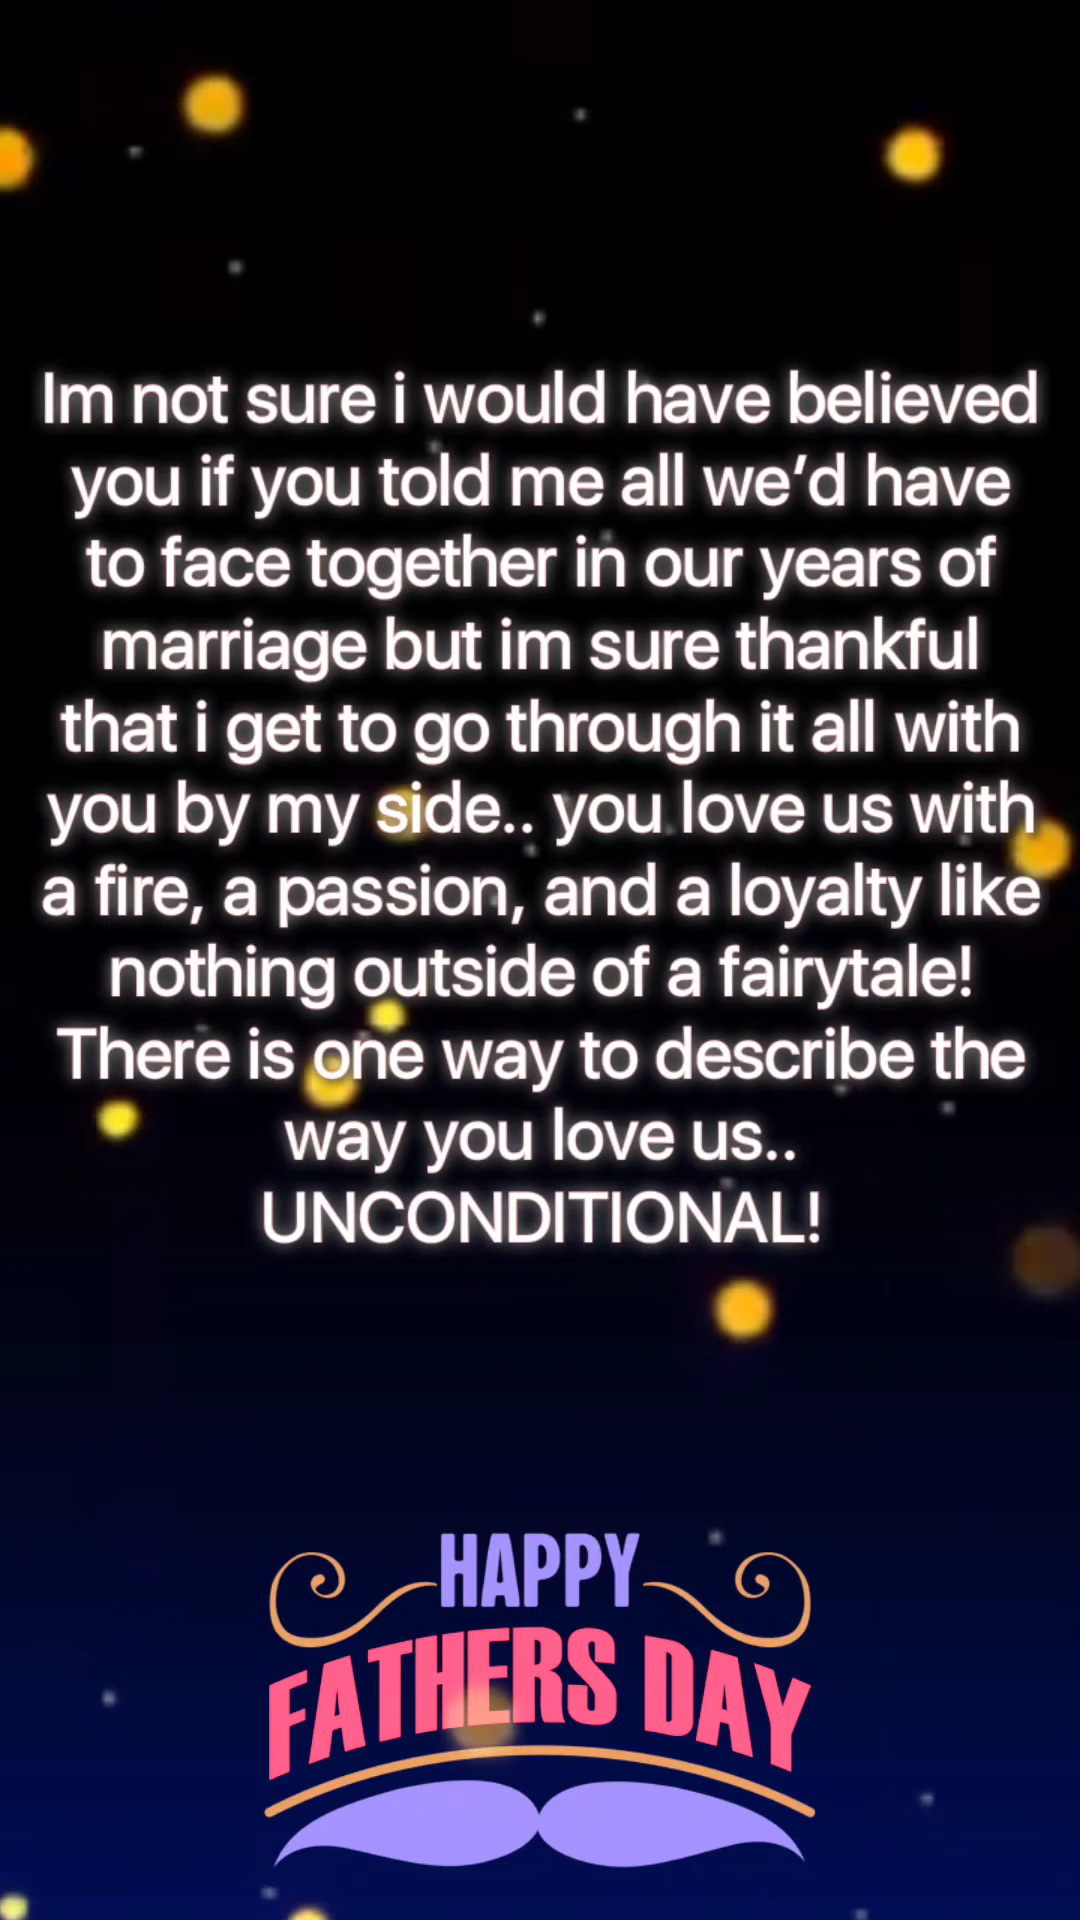 Im not sure i would have believed
you if you told me all we’d have
to face together in our years of
marriage but im sure thankful
that i get to go through it all with
you by my side.. you love us with
a fire, a passion, and a loyalty like
nothing outside of a fairytale!
There is one way to describe the
way you love us..
UNCONDITIONAL!
HAPPY
FATHERS DAY